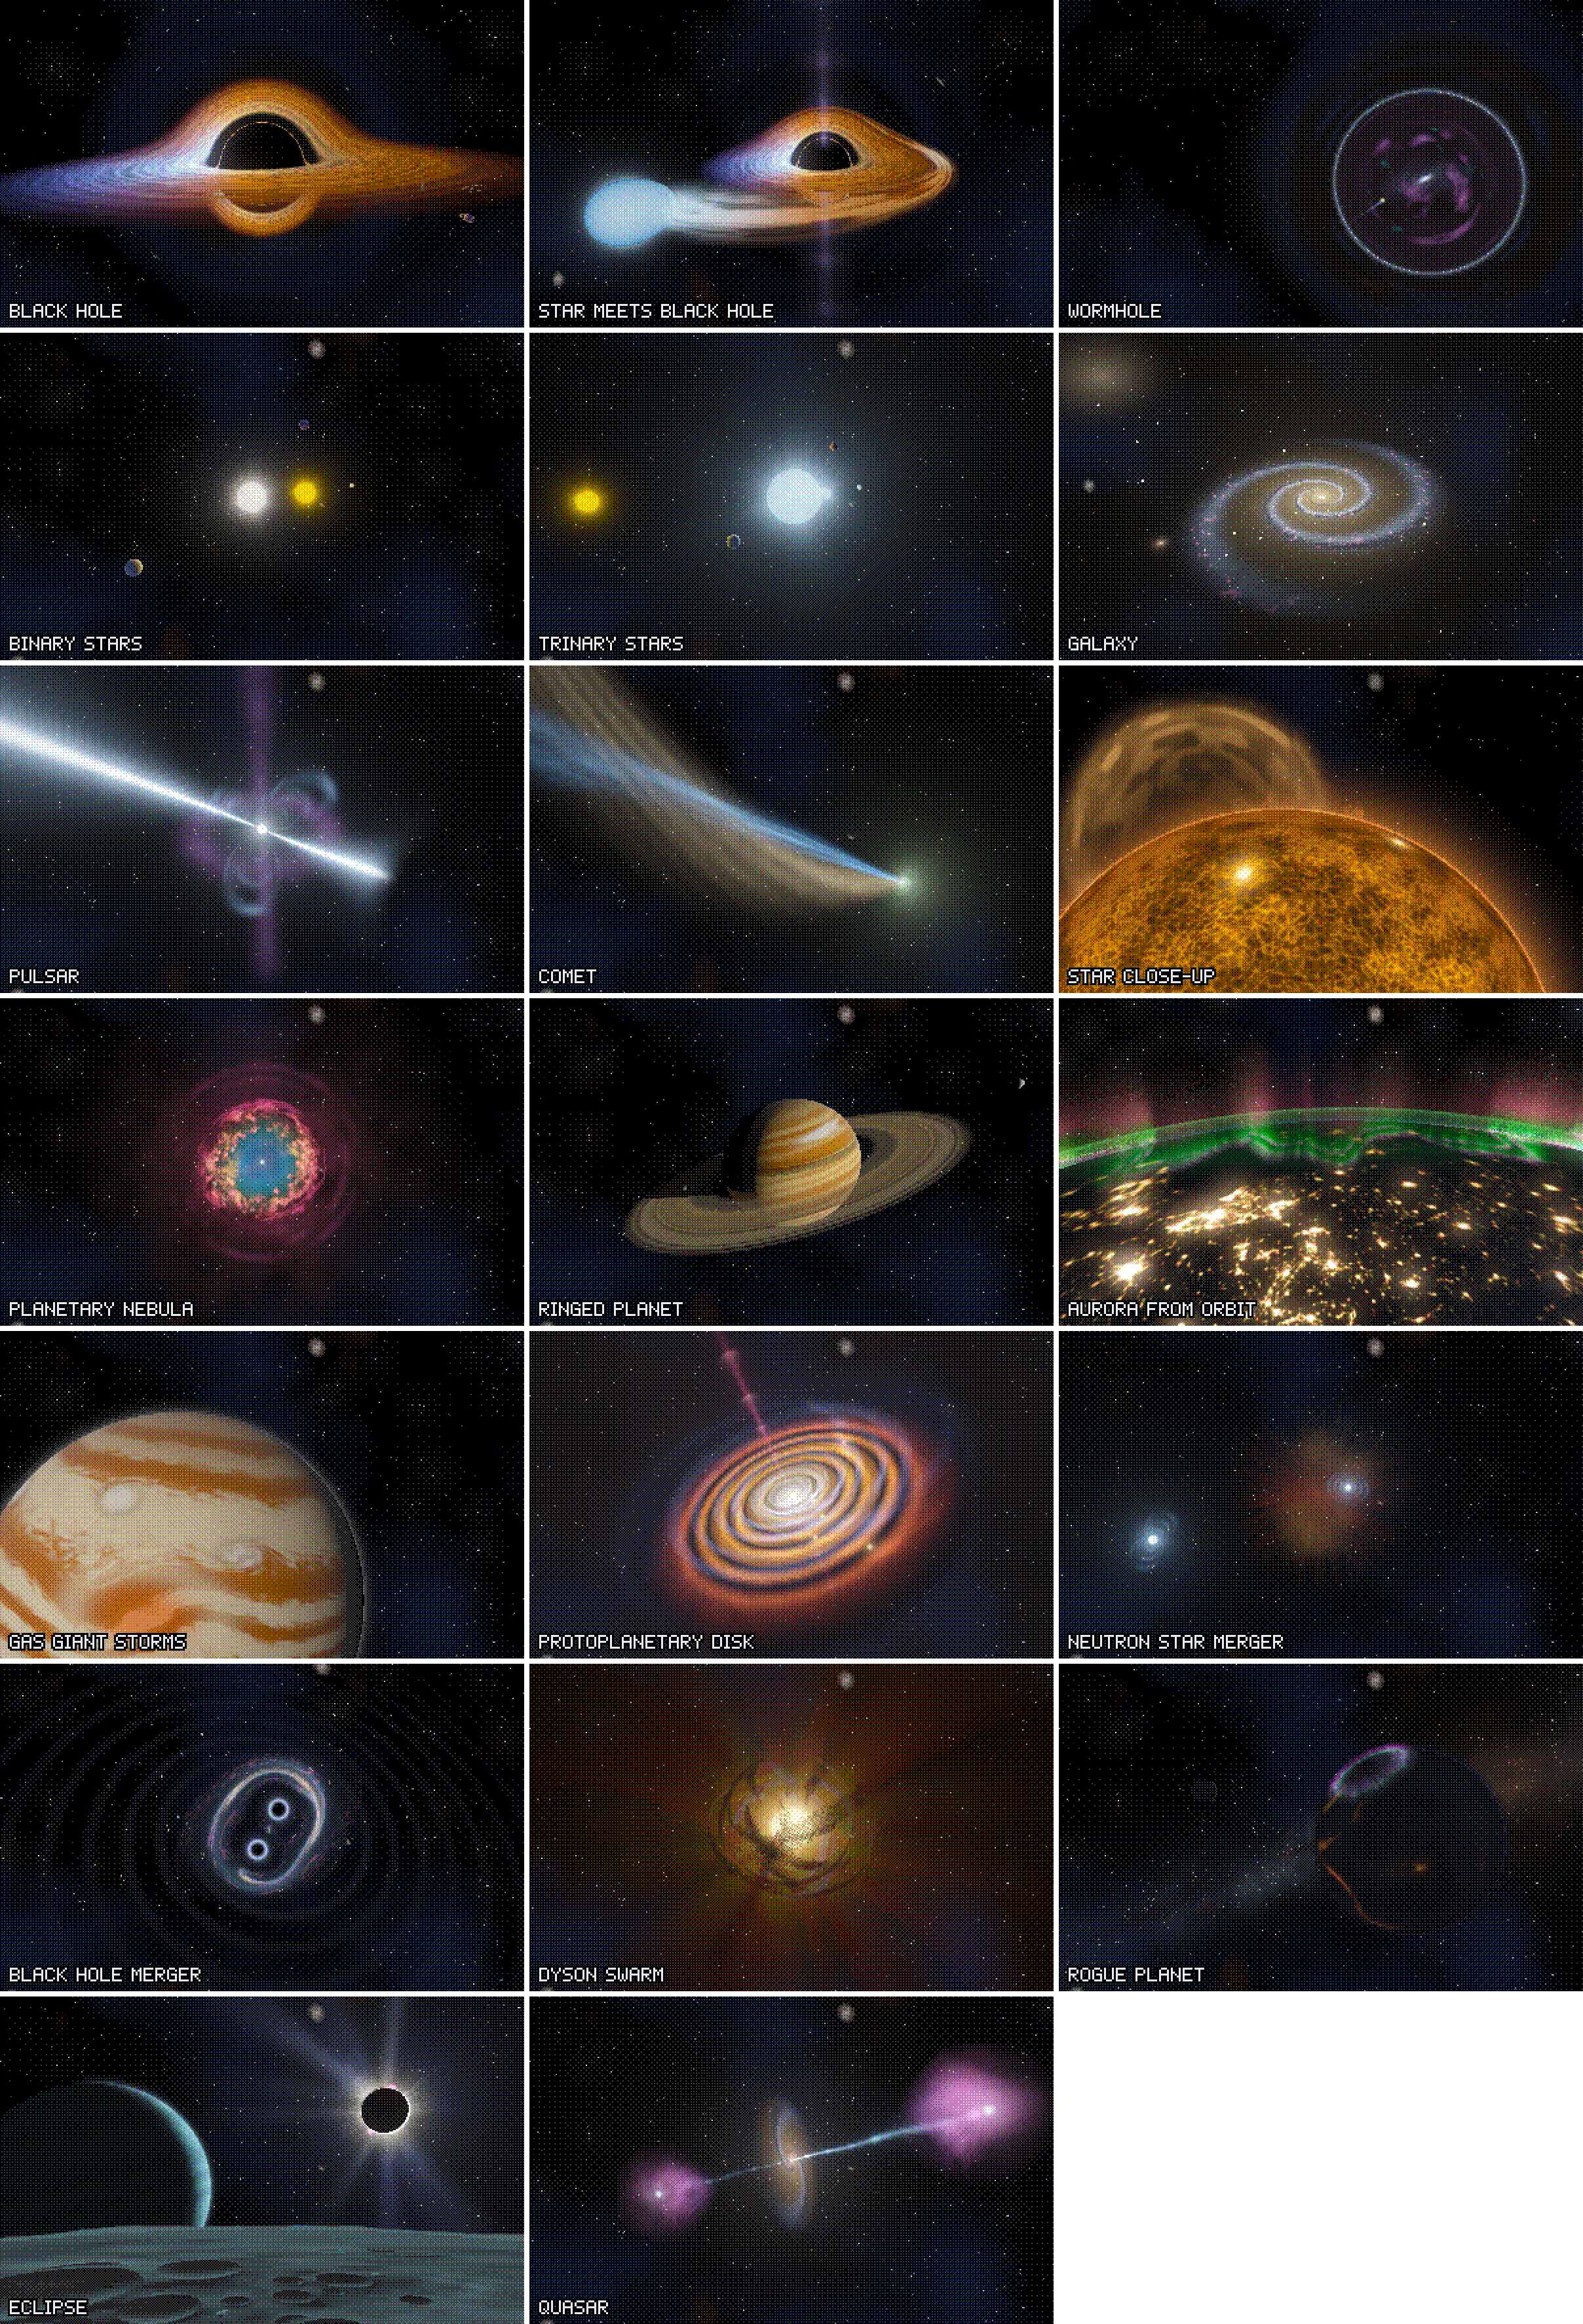 BLACK HOLE
STAR MEETS BLACK HOLE
WORMHOLE
BINARY STARS
TRINARY STARS
GALAXY
PULSAR
COMET
STAR CLOSE-UP
PLANETARY NEBULA
RINGED PLANET
AURORA FROM ORBIT
GAS GIANT STORMS
PROTOPLANETARY DISK
NEUTRON STAR MERGER
BLACK HOLE MERGER
DYSON SWARM
ROGUE PLANET
ECLIPSE
QUASAR